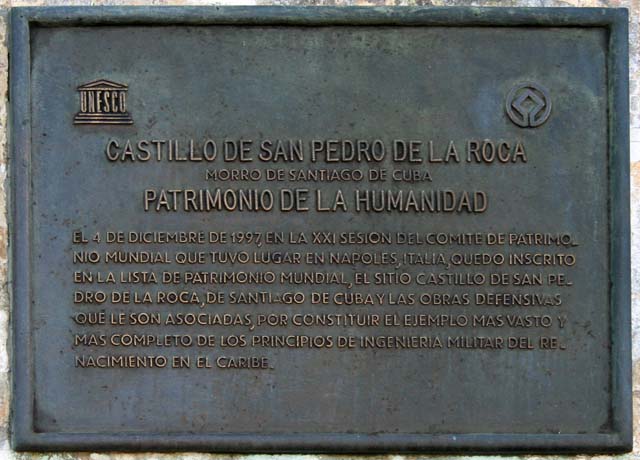 UNESCO
CASTILLO DE SAN PEDRO DE LA ROCA
MORRO DE SANTIAGO DE CUBA
PATRIMONIO DE LA HUMANIDAD
EL 4 DE DICIEMBRE DE 1997, EN LA XXI SESION DEL COMITE DE PATRIMO-
NIO MUNDIAL QUE TUVO LUGAR EN NAPOLES, ITALIA, QUEDO INSCRITO
EN LA LISTA DE PATRIMONIO MUNDIAL, EL SITIO CASTILLO DE SAN PE-
DRO DE LA ROCA, DE SANTIAGO DE CUBA Y LAS OBRAS DEFENSIVAS
QUE LE SON ASOCIADAS, POR CONSTITUIR EL EJEMPLO MAS VASTO Y
MAS COMPLETO DE LOS PRINCIPIOS DE INGENIERIA MILITAR DEL RE-
NACIMIENTO EN EL CARIBE.